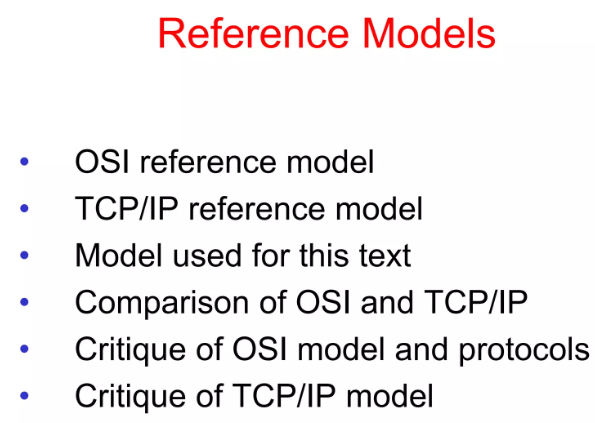 Reference Models
• OSI reference model
• TCP/IP reference model
• Model used for this text
• Comparison of OSI and TCP/IP
• Critique of OSI model and protocols
• Critique of TCP/IP model